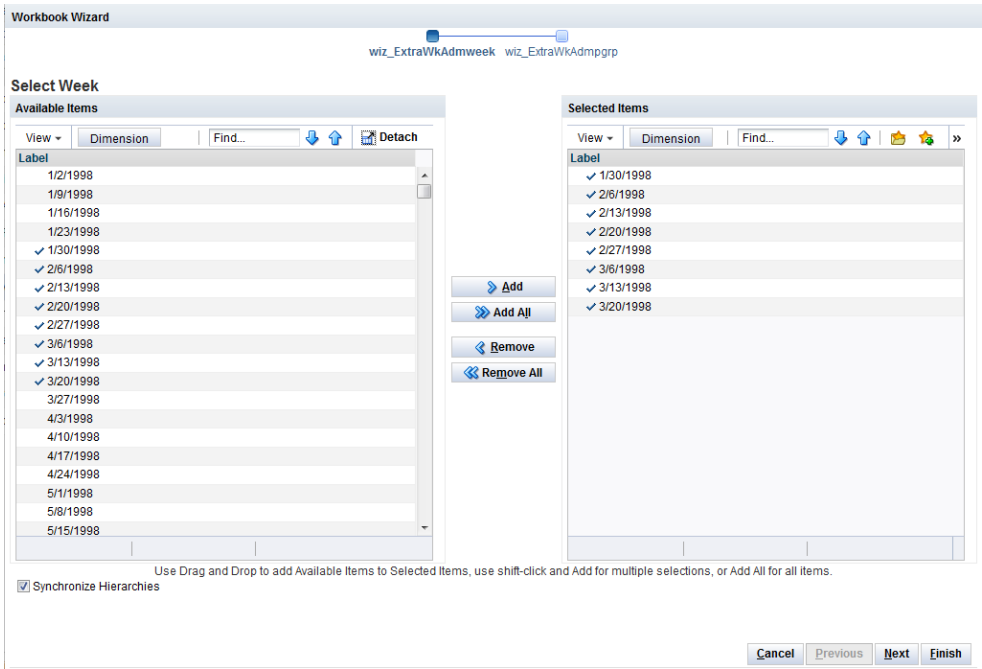 Workbook Wizard
wiz_ExtraWkAdmweek wiz_ExtraWkAdmpgrp
Select Week
Available Items
View Dimension Find... Detach
Label
1/2/1998
1/9/1998
1/16/1998
1/23/1998
1/30/1998
2/6/1998
2/13/1998
2/20/1998
2/27/1998
3/6/1998
3/13/1998
3/20/1998
3/27/1998
4/3/1998
4/10/1998
4/17/1998
4/24/1998
5/1/1998
5/8/1998
5/15/1998
Add
Add All
Remove
Remove All
Selected Items
View Dimension Find... »
Label
1/30/1998
2/6/1998
2/13/1998
2/20/1998
2/27/1998
3/6/1998
3/13/1998
3/20/1998
Use Drag and Drop to add Available Items to Selected Items, use shift-click and Add for multiple selections, or Add All for all items.
Synchronize Hierarchies
Cancel Previous Next Finish